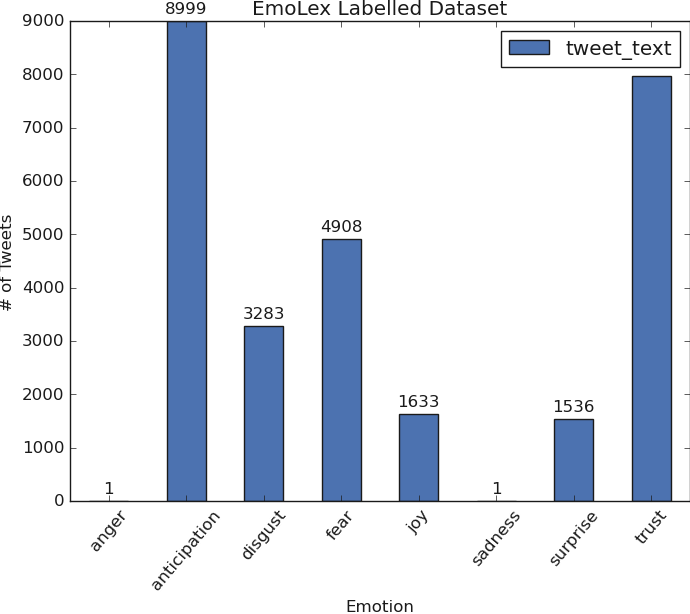 EmoLex Labelled Dataset
tweet_text
# of Tweets
9000
8000
7000
6000
5000
4000
3000
2000
1000
0
1
8999
3283
4908
1633
1
1536
anger
anticipation
disgust
fear
joy
sadness
surprise
trust
Emotion